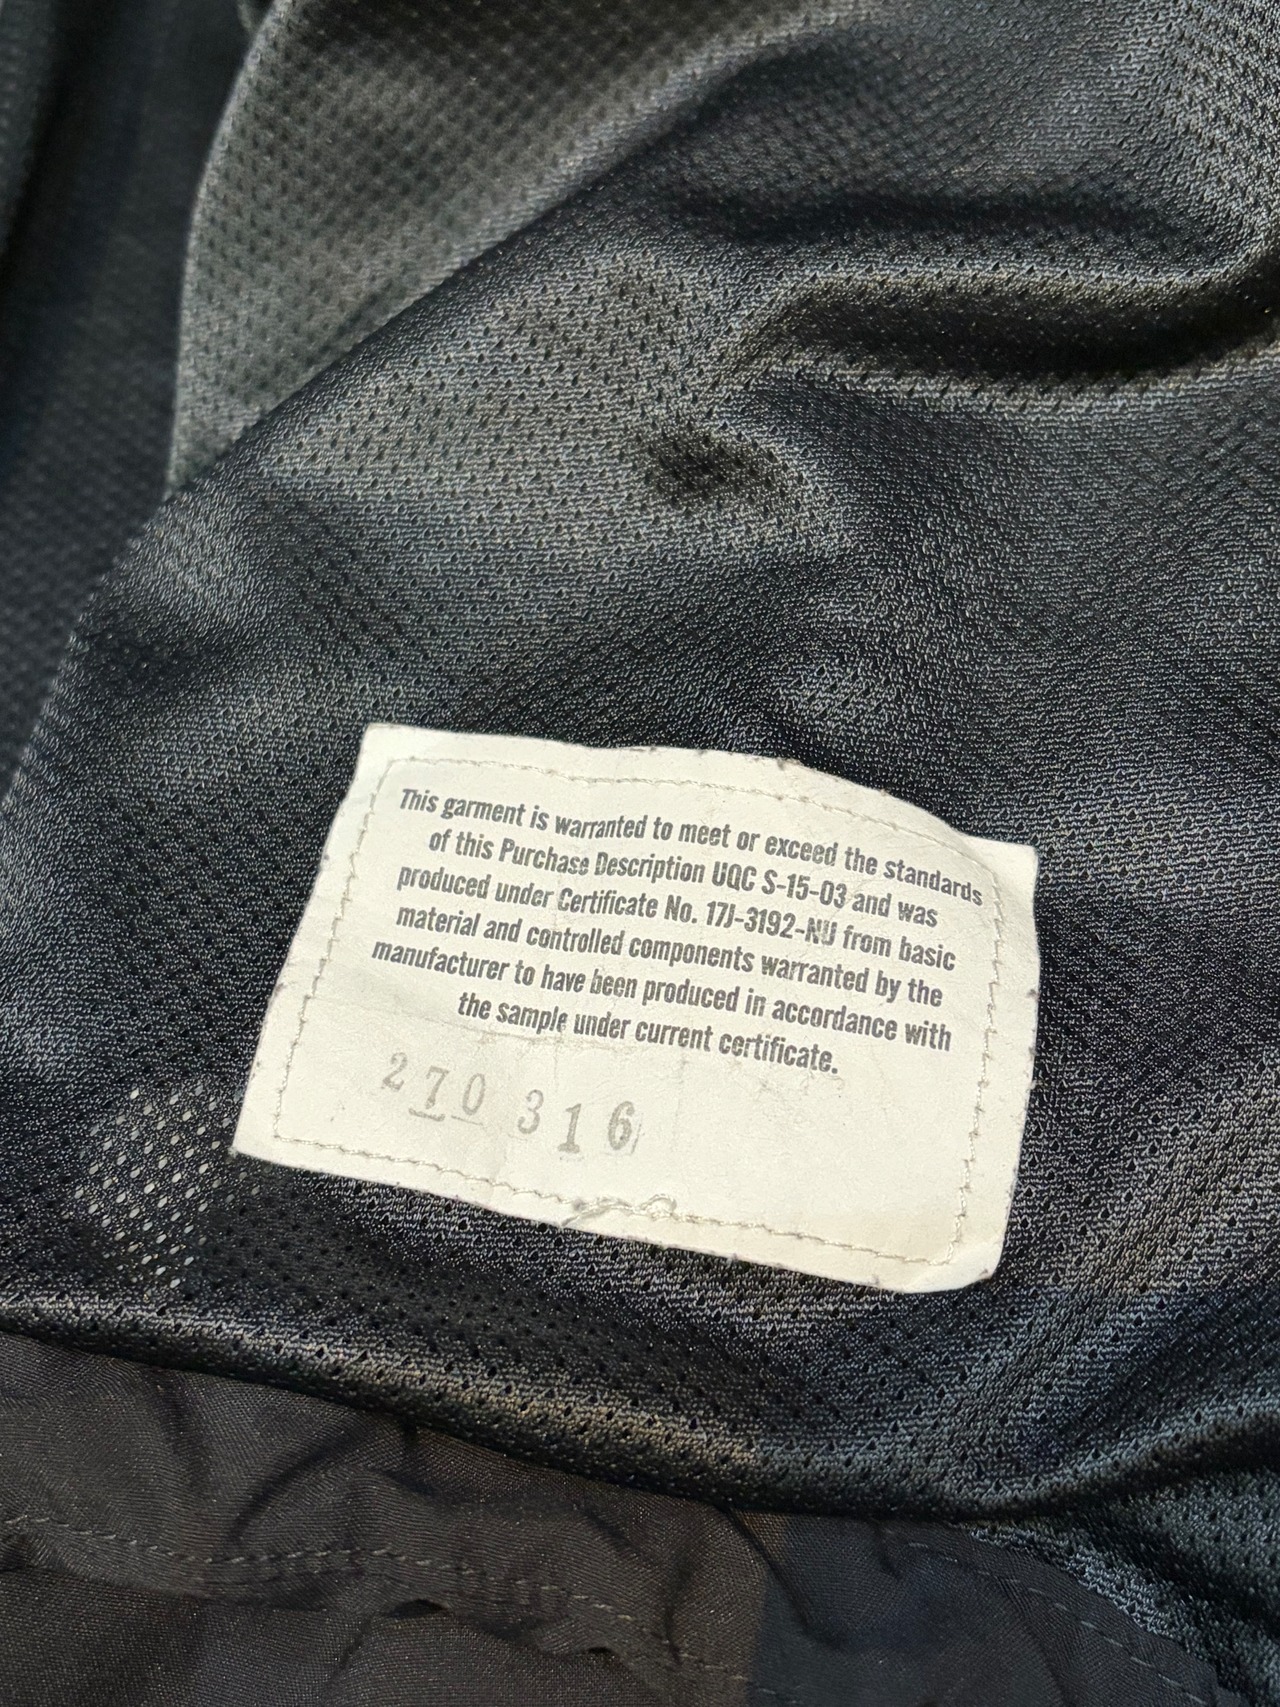 This garment is warranted to meet or exceed the standards
of this Purchase Description UQC S-15-03 and was
produced under Certificate No. 17J-3192-NU from basic
material and controlled components warranted by the
manufacturer to have been produced in accordance with
the sample under current certificate.
270 316